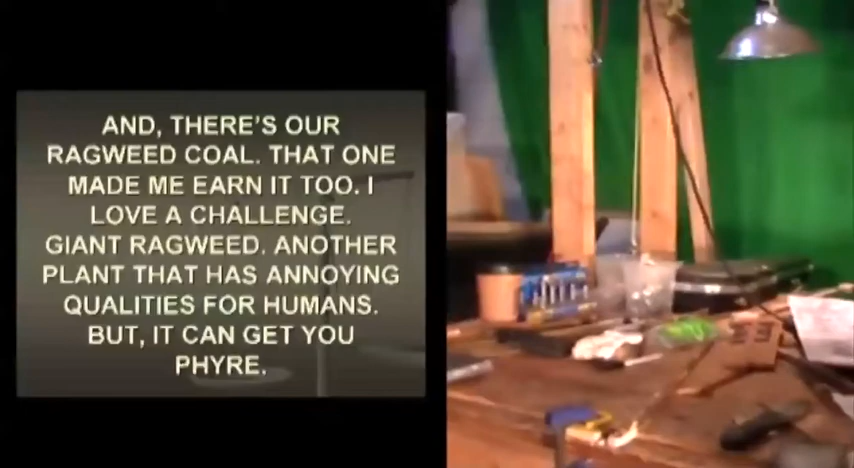 AND, THERE'S OUR
RAGWEED COAL. THAT ONE
MADE ME EARN IT TOO. I
LOVE A CHALLENGE.
GIANT RAGWEED. ANOTHER
PLANT THAT HAS ANNOYING
QUALITIES FOR HUMANS.
BUT, IT CAN GET YOU
PHYRE.